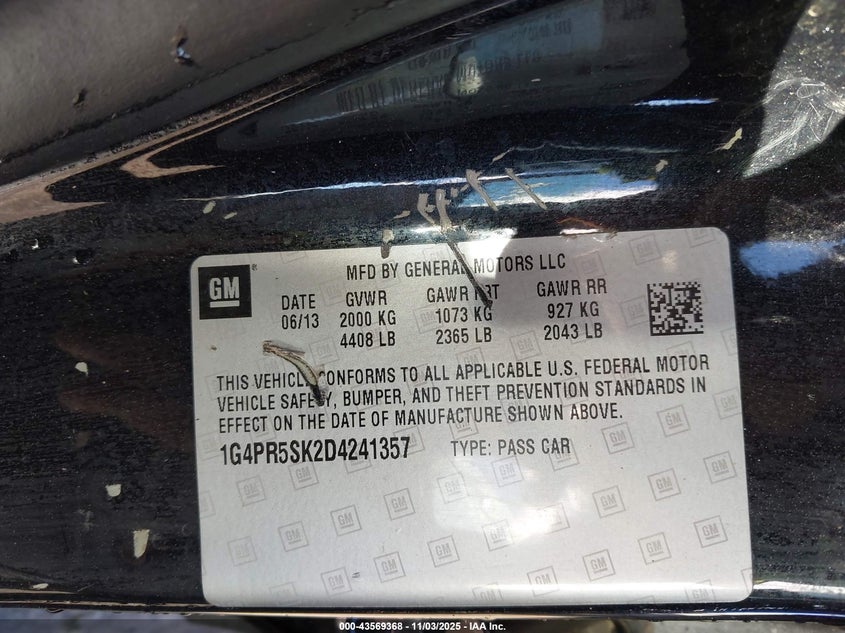 GM
MFD BY GENERAL MOTORS LLC
DATE GVWR GAWR FRT GAWR RR
06/13 2000 KG 1073 KG 927 KG
4408 LB 2365 LB 2043 LB
THIS VEHICLE CONFORMS TO ALL APPLICABLE U.S. FEDERAL MOTOR
VEHICLE SAFETY, BUMPER, AND THEFT PREVENTION STANDARDS IN
EFFECT ON THE DATE OF MANUFACTURE SHOWN ABOVE.
1G4PR5SK2D4241357 TYPE: PASS CAR
000-43569368 - 11/03/2025 - IAA Inc.